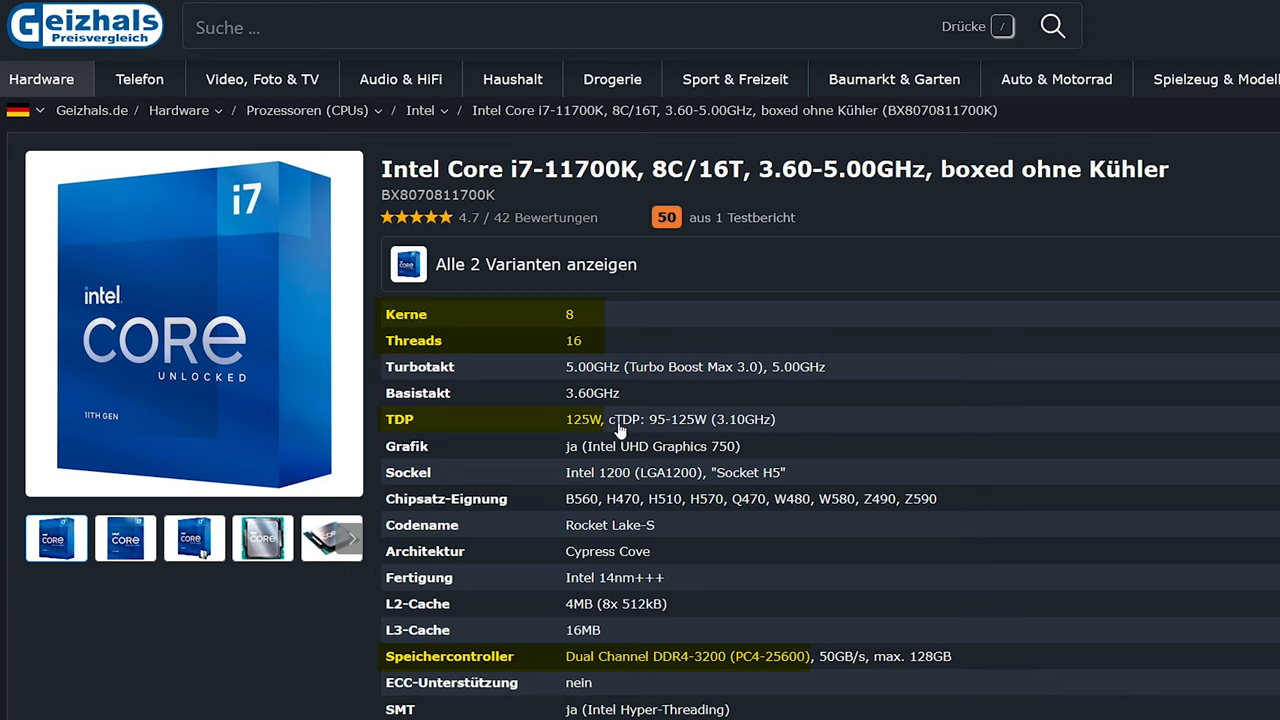 Geizhals
Preisvergleich
Suche ...
Drücke /
Hardware Telefon Video, Foto & TV Audio & HiFi Haushalt Drogerie Sport & Freizeit Baumarkt & Garten Auto & Motorrad Spielzeug & Modell
Geizhals.de / Hardware / Prozessoren (CPUs) / Intel / Intel Core i7-11700K, 8C/16T, 3.60-5.00GHz, boxed ohne Kühler (BX8070811700K)
i7
intel.
CORE
UNLOCKED
11TH GEN
Intel Core i7-11700K, 8C/16T, 3.60-5.00GHz, boxed ohne Kühler
BX8070811700K
4.7 / 42 Bewertungen 50 aus 1 Testbericht
Alle 2 Varianten anzeigen
Kerne 8
Threads 16
Turbotakt 5.00GHz (Turbo Boost Max 3.0), 5.00GHz
Basistakt 3.60GHz
TDP 125W, cTDP: 95-125W (3.10GHz)
Grafik ja (Intel UHD Graphics 750)
Sockel Intel 1200 (LGA1200), "Socket H5"
Chipsatz-Eignung B560, H470, H510, H570, Q470, W480, W580, Z490, Z590
Codename Rocket Lake-S
Architektur Cypress Cove
Fertigung Intel 14nm+++
L2-Cache 4MB (8x 512kB)
L3-Cache 16MB
Speichercontroller Dual Channel DDR4-3200 (PC4-25600), 50GB/s, max. 128GB
ECC-Unterstützung nein
SMT ja (Intel Hyper-Threading)